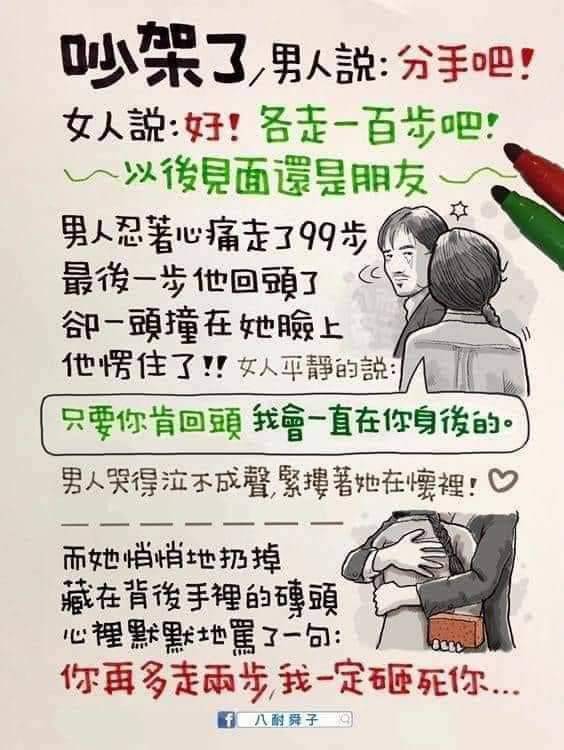 吵架了,男人說:分手吧!
女人說:好! 各走一百步吧!
~以後見面還是朋友~
男人忍著心痛走了99步
最後一步他回頭了
卻一頭撞在她臉上
他愣住了!! 女人平靜的說:
只要你肯回頭 我會一直在你身後的。
男人哭得泣不成聲,緊摟著她在懷裡!
而她悄悄地扔掉
藏在背後手裡的磚頭
心裡默默地罵了一句:
你再多走兩步,我一定砸死你...
f 八耐舜子